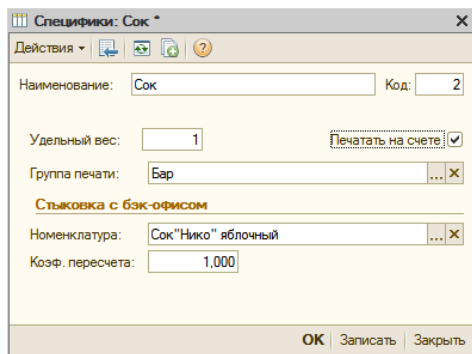 Специфики: Сок *
Действия
Наименование: Сок Код: 2
Удельный вес: 1 Печатать на счете
Группа печати: Бар ...
Стыковка с бэк-офисом
Номенклатура: Сок"Нико" яблочный ...
Коэф. пересчета: 1,000
OK Записать Закрыть